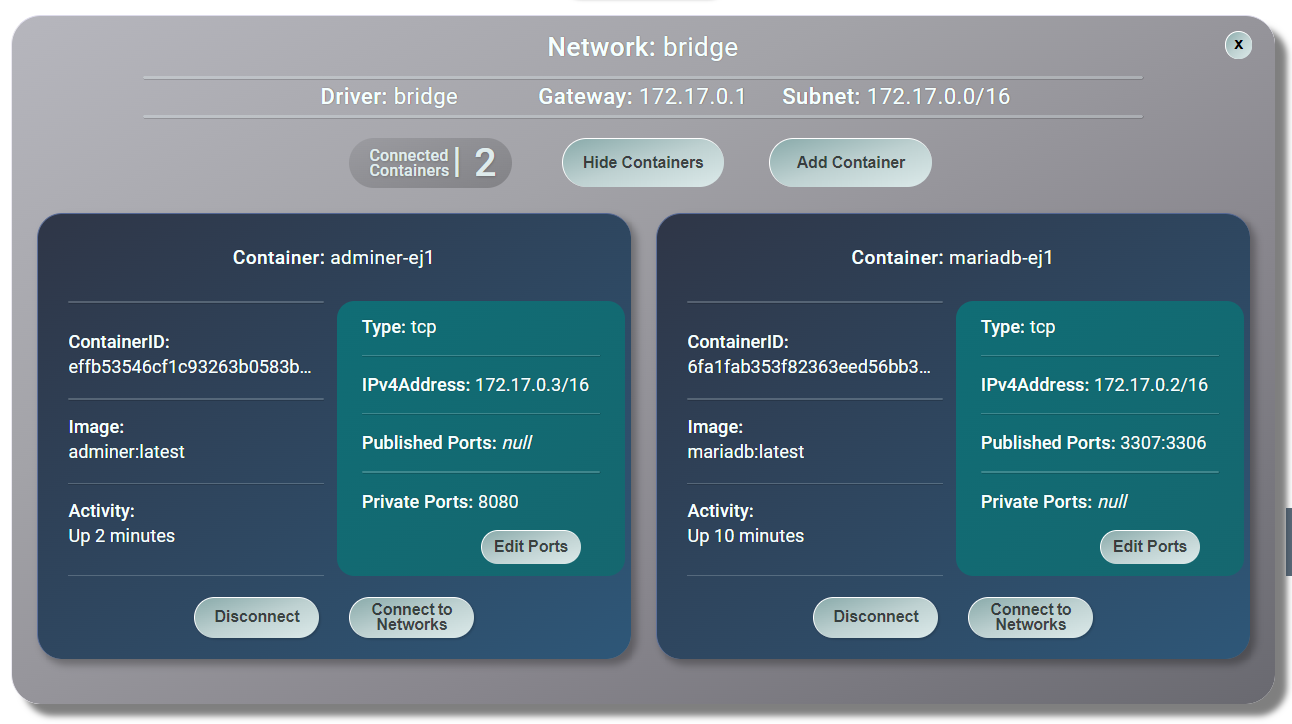 Network: bridge
x
Driver: bridge
Gateway: 172.17.0.1
Subnet: 172.17.0.0/16
Connected
Containers
2
Hide Containers
Add Container
Container: adminer-ej1
ContainerID:
effb53546cf1c93263b0583b...
Image:
adminer:latest
Activity:
Up 2 minutes
Type: tcp
IPv4Address: 172.17.0.3/16
Published Ports: null
Private Ports: 8080
Edit Ports
Disconnect
Connect to
Networks
Container: mariadb-ej1
ContainerID:
6fa1fab353f82363eed56bb3...
Image:
mariadb:latest
Activity:
Up 10 minutes
Type: tcp
IPv4Address: 172.17.0.2/16
Published Ports: 3307:3306
Private Ports: null
Edit Ports
Disconnect
Connect to
Networks